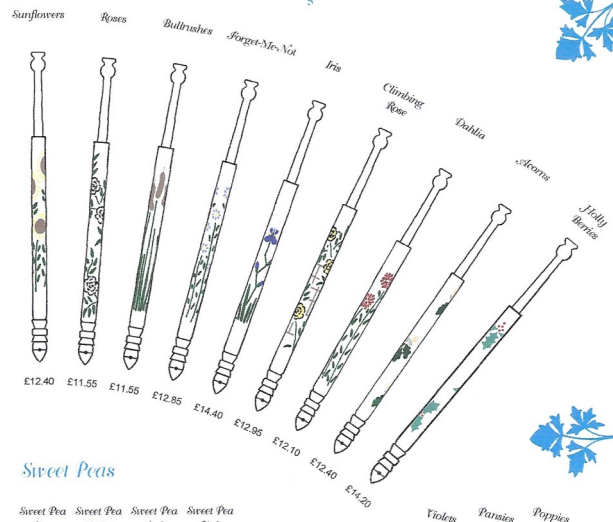 Sunflowers
Roses
Bullrushes
Forget-Me-Not
Iris
Climbing
Rose
Dahlia
Acorns
Holly
Berries
£12.40
£11.55
£11.55
£12.85
£14.40
£12.95
£12.10
£12.40
£14.20
Sweet Peas
Sweet Pea Sweet Pea Sweet Pea Sweet Pea
Violets Pansies Poppies